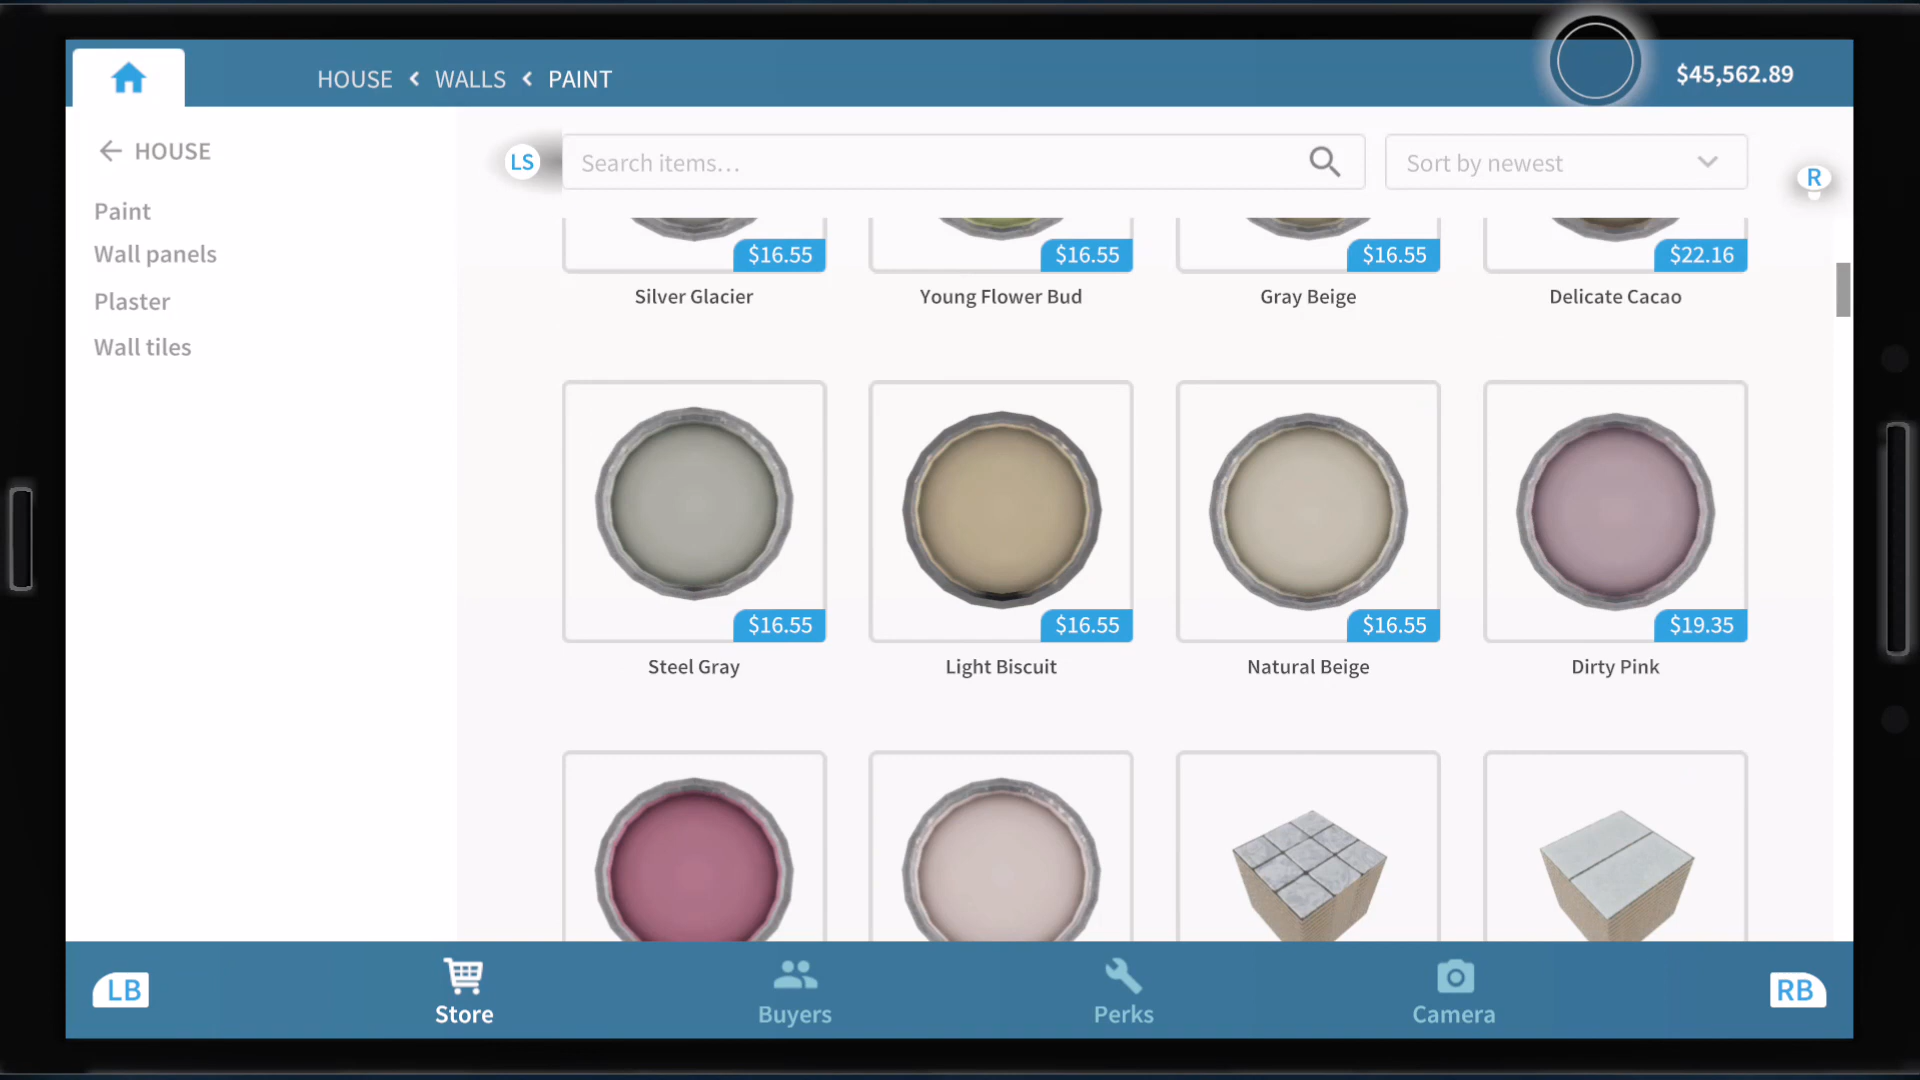 HOUSE < WALLS < PAINT
$45,562.89
← HOUSE
Paint
Wall panels
Plaster
Wall tiles
LS
Search items...
Sort by newest
R
$16.55
$16.55
$16.55
$22.16
Silver Glacier
Young Flower Bud
Gray Beige
Delicate Cacao
$16.55
$16.55
$16.55
$19.35
Steel Gray
Light Biscuit
Natural Beige
Dirty Pink
LB
Store
Buyers
Perks
Camera
RB